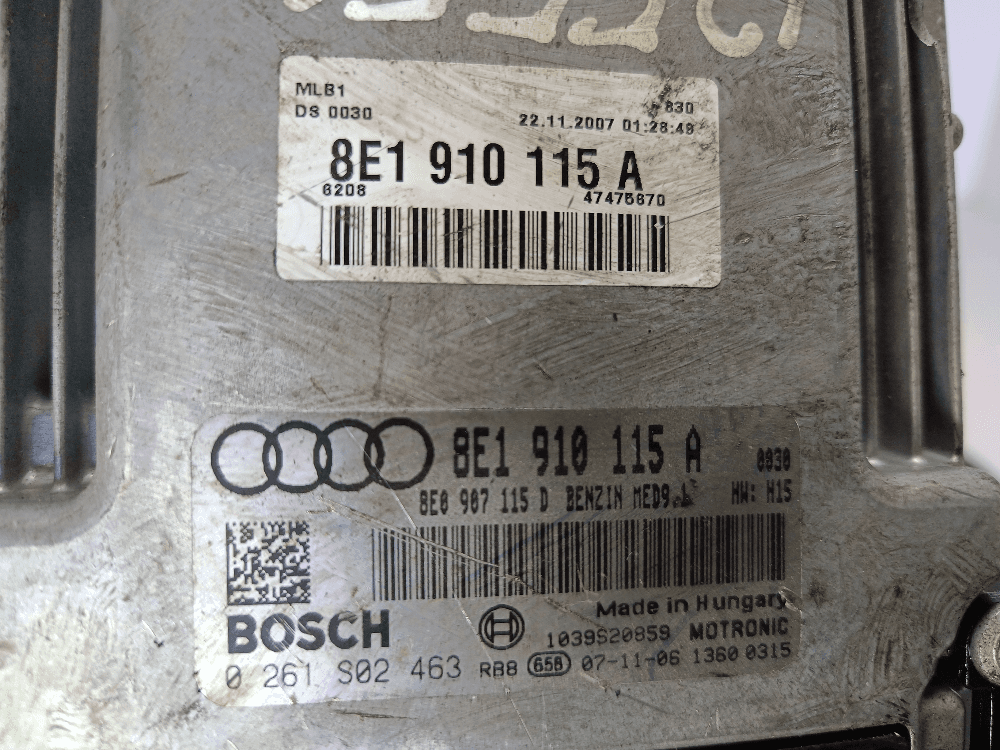 MLB1
DS 0030
830
22.11.2007 01:28:48
8E1 910 115 A
6208
47475670
8E1 910 115 A
0030
8E0 907 115 D BENZIN MED9.1
HW: H15
BOSCH
Made in Hungary
1039S20859 MOTRONIC
0 261 S02 463
RB8
658
07-11-06 1360 0315